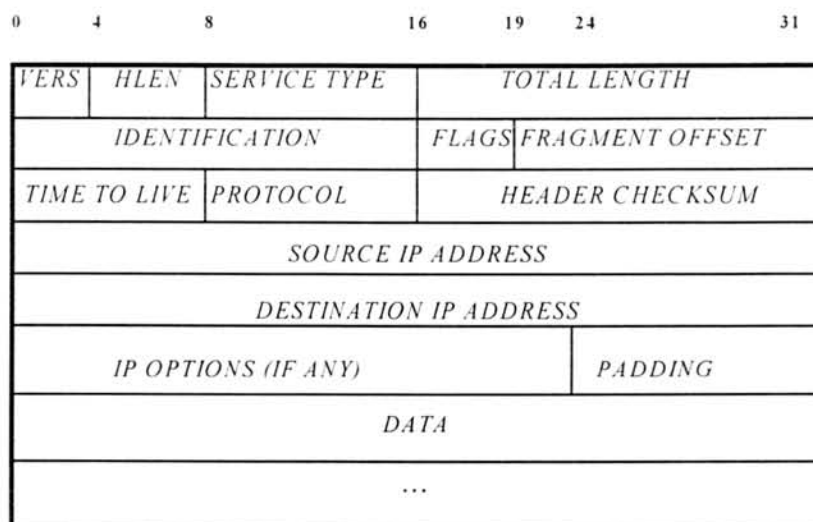 0 4 8 16 19 24 31
VERS HLEN SERVICE TYPE TOTAL LENGTH
IDENTIFICATION FLAGS FRAGMENT OFFSET
TIME TO LIVE PROTOCOL HEADER CHECKSUM
SOURCE IP ADDRESS
DESTINATION IP ADDRESS
IP OPTIONS (IF ANY) PADDING
DATA
...